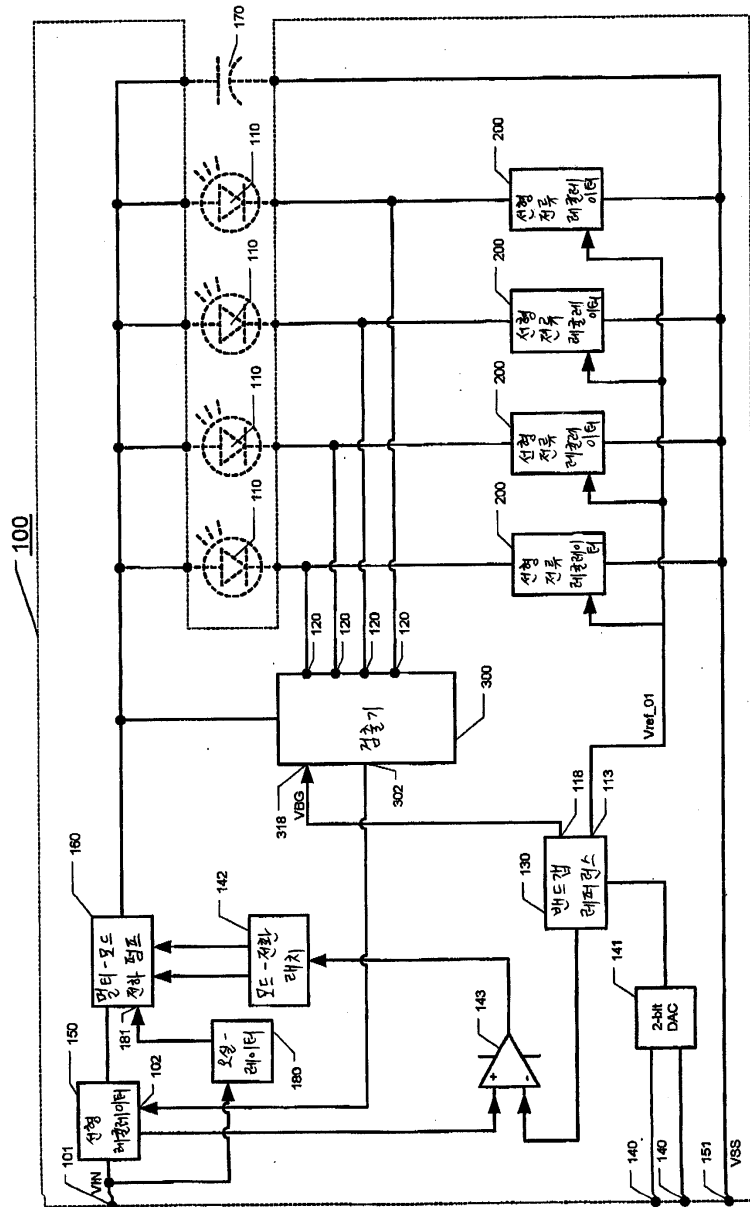 100
170
110
110
110
110
200
선형
전류
레귤레
이터
200
선형
전류
레귤레
이터
200
선형
전류
레귤레
이터
200
선형
전류
레귤레이
터
120
120
120
120
검출기
300
318
VBG
302
Vref_01
118
113
130
밴드갭
레퍼런스
160
멀티-모드
전하 펌프
181
142
모드-전환
래치
143
+
-
141
2-bit
DAC
150
선형
레귤레이터
102
오실-
레이터
180
101
VIN
140
140
151
VSS